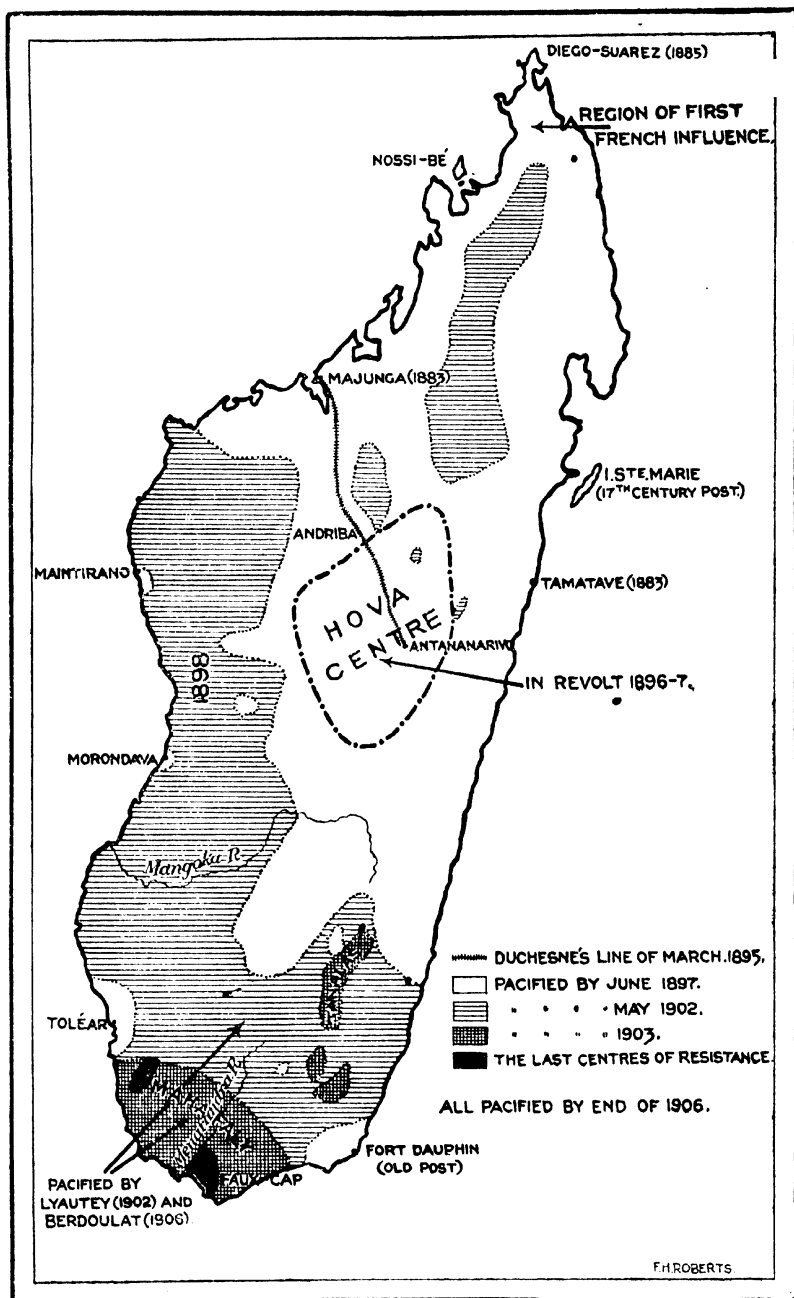 DIEGO-SUAREZ (1885)
REGION OF FIRST
FRENCH INFLUENCE.
NOSSI-BÉ
MAJUNGA (1883)
I. STE. MARIE
(17TH CENTURY POST.)
ANDRIBA
MAINTIRANO
TAMATAVE (1883)
HOVA
CENTRE
ANTANANARIVO
IN REVOLT 1896-7.
1898
MORONDAVA
Mangoku R.
DUCHESNE'S LINE OF MARCH. 1895.
PACIFIED BY JUNE 1897.
" " " " MAY 1902.
" " " " 1903.
THE LAST CENTRES OF RESISTANCE.
ALL PACIFIED BY END OF 1906.
TOLÉAR
MAHAFALY
Menarandra R.
FAUX CAP
FORT DAUPHIN
(OLD POST)
PACIFIED BY
LYAUTEY (1902) AND
BERDOULAT (1906)
F.H. ROBERTS